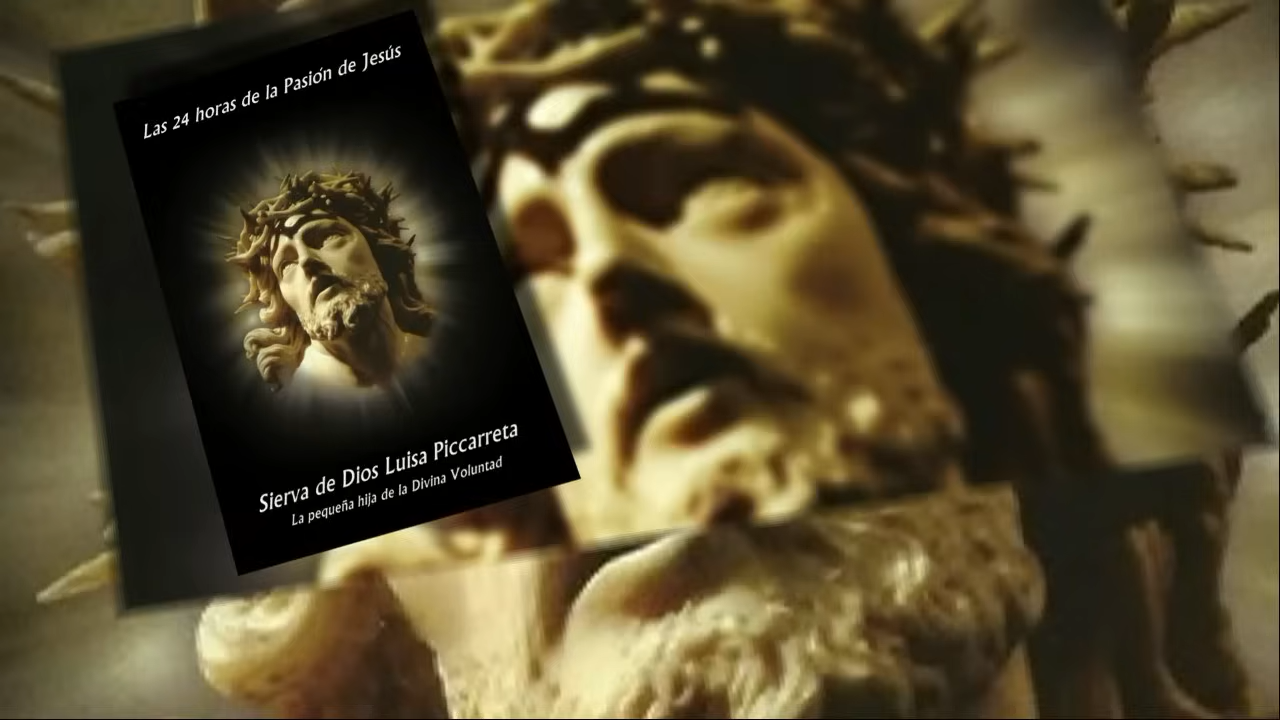 Las 24 horas de la Pasión de Jesús
Sierva de Dios Luisa Piccarreta
La pequeña hija de la Divina Voluntad